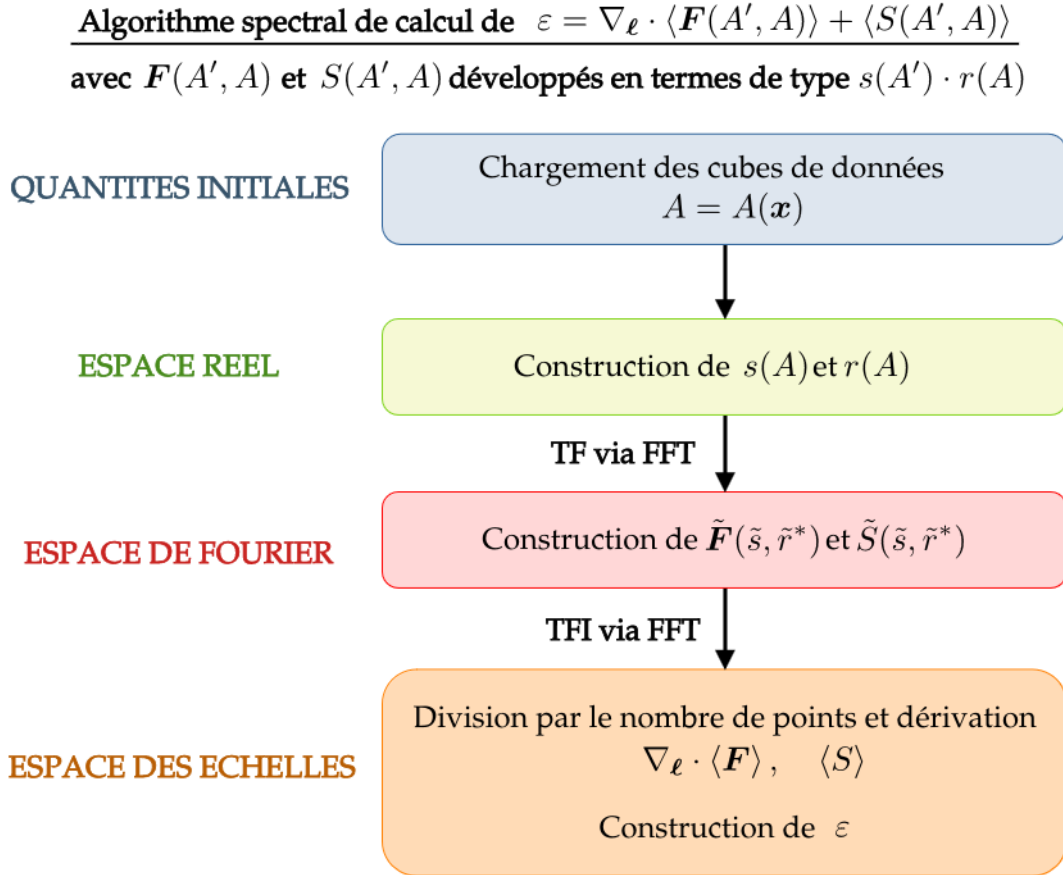 Algorithme spectral de calcul de ε = ∇ℓ · ⟨F(A′, A)⟩ + ⟨S(A′, A)⟩
avec F(A′, A) et S(A′, A) développés en termes de type s(A′) · r(A)
QUANTITES INITIALES
Chargement des cubes de données
A = A(x)
ESPACE REEL
Construction de s(A) et r(A)
TF via FFT
ESPACE DE FOURIER
Construction de F̃(s̃, r̃*) et S̃(s̃, r̃*)
TFI via FFT
ESPACE DES ECHELLES
Division par le nombre de points et dérivation
∇ℓ · ⟨F⟩ , ⟨S⟩
Construction de ε